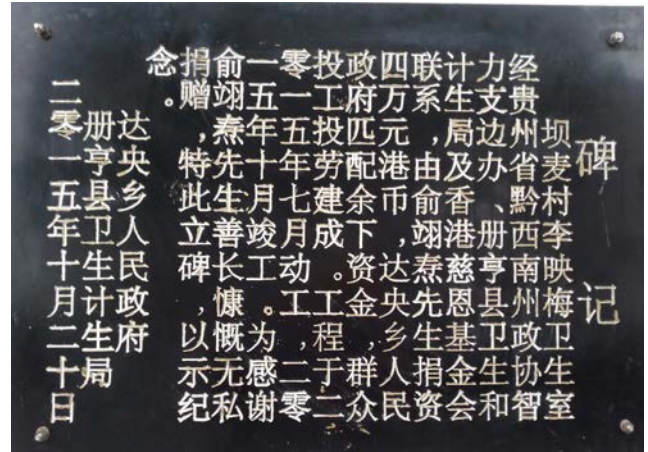 碑记
坝麦村李映梅卫生室
经贵州省黔西南州政协智
力支边办、册亨县卫生和
计生局及香港慈恩基金会
联系,由俞翊焘先生捐资
四万元港币,达央乡人民
政府匹配余下资金,群众
投工投劳建成。工程于二
零一五年七月动工,二零
一五年十月竣工。为感谢
俞翊焘先生善长慷慨无私
捐赠,特此立碑,以示纪
念。
达央乡人民政府
册亨县卫生计生局
二零一五年十月二十日